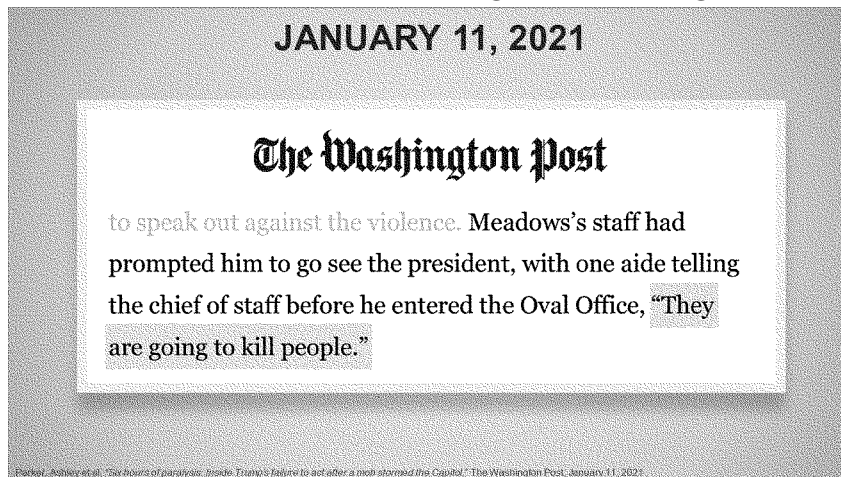 JANUARY 11, 2021
The Washington Post
to speak out against the violence. Meadows’s staff had
prompted him to go see the president, with one aide telling
the chief of staff before he entered the Oval Office, “They
are going to kill people.”
Parker, Ashley et al. "Six hours of paralysis: Inside Trump's failure to act after a mob stormed the Capitol," The Washington Post, January 11, 2021